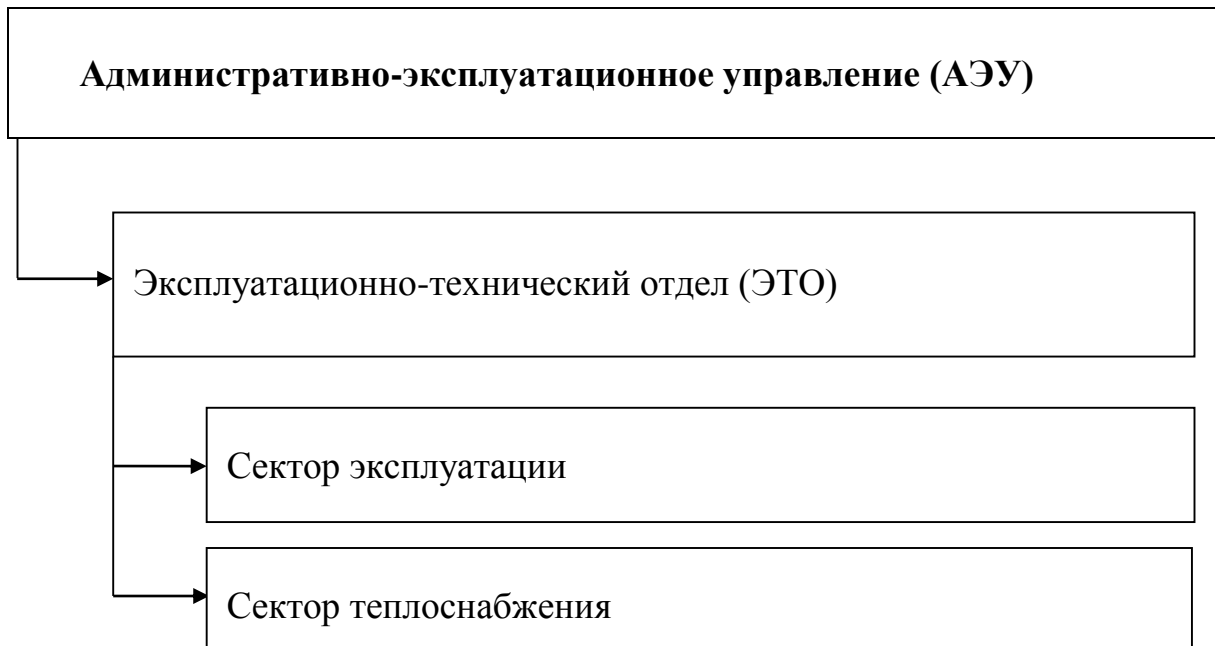 Административно-эксплуатационное управление (АЭУ)
Эксплуатационно-технический отдел (ЭТО)
Сектор эксплуатации
Сектор теплоснабжения